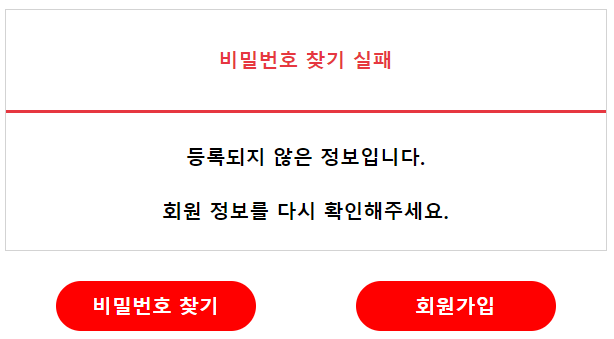 비밀번호 찾기 실패
등록되지 않은 정보입니다.
회원 정보를 다시 확인해주세요.
비밀번호 찾기
회원가입